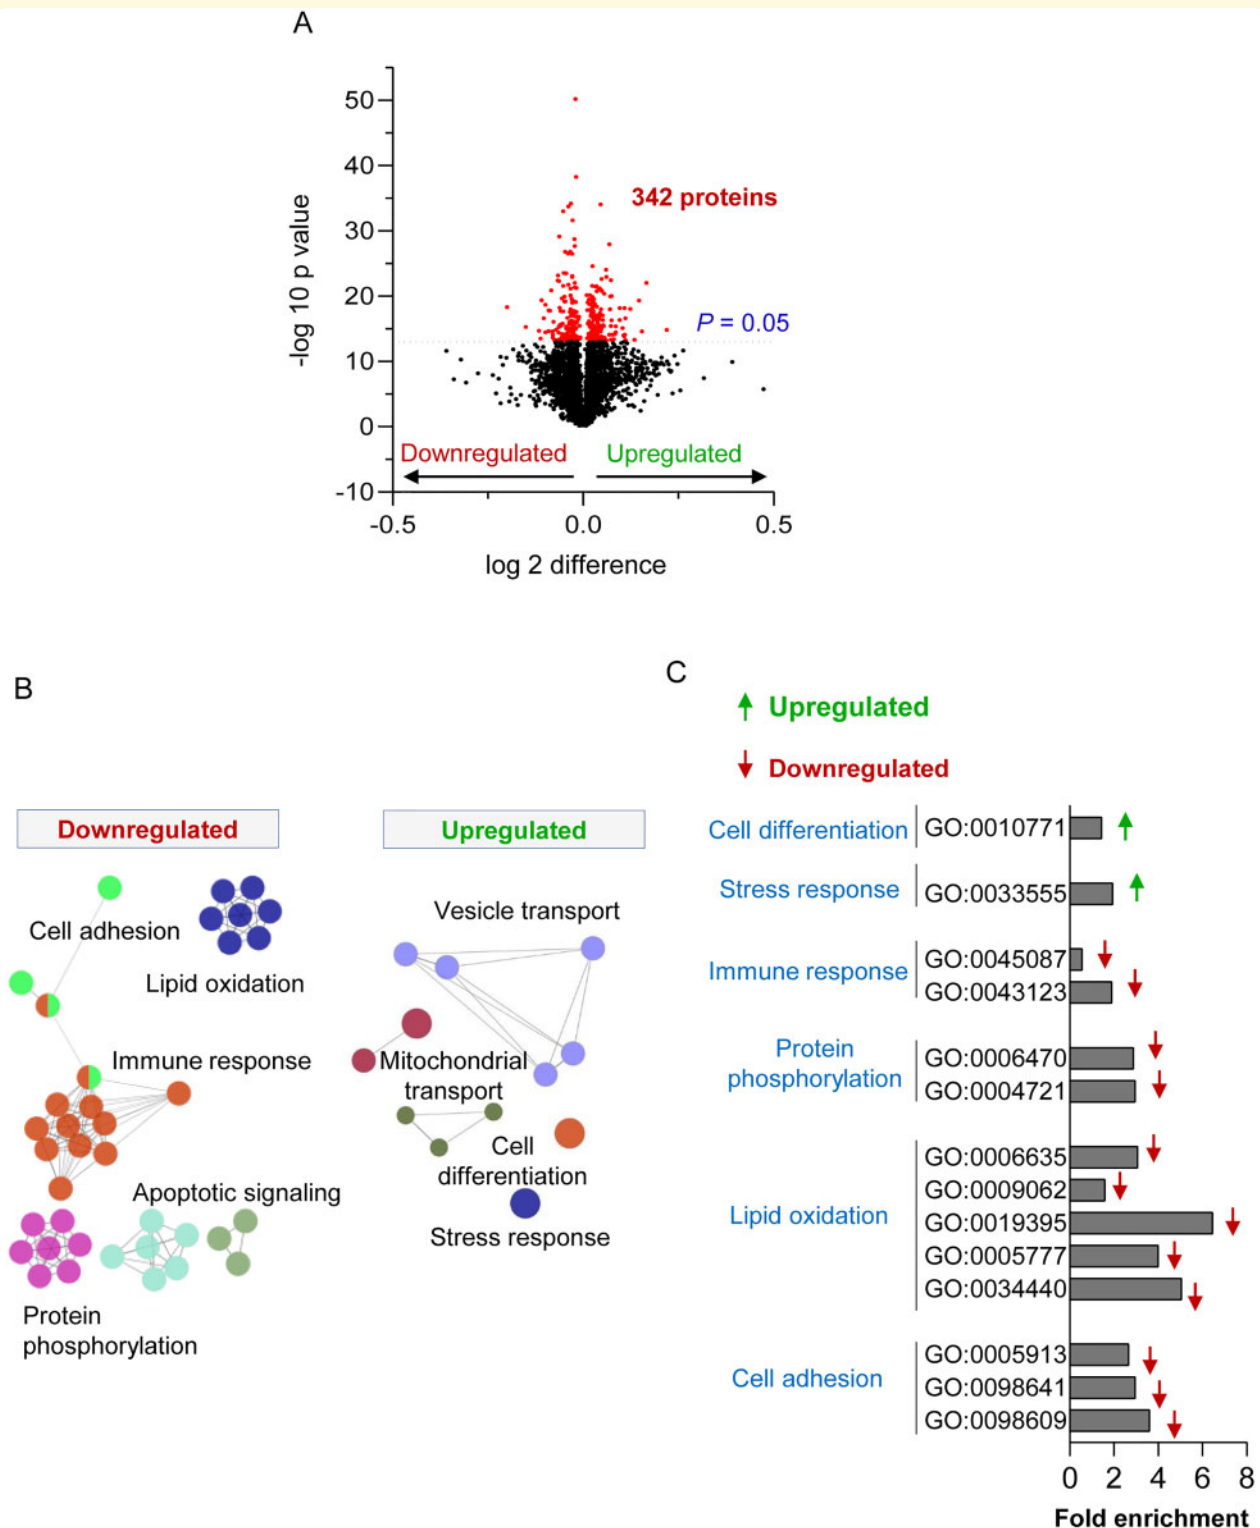 A
50
40
30
20
10
0
-10
-log 10 p value
342 proteins
P = 0.05
Downregulated
Upregulated
-0.5
0.0
0.5
log 2 difference
B
Downregulated
Cell adhesion
Lipid oxidation
Immune response
Apoptotic signaling
Protein
phosphorylation
Upregulated
Vesicle transport
Mitochondrial
transport
Cell
differentiation
Stress response
C
Upregulated
Downregulated
Cell differentiation
GO:0010771
Stress response
GO:0033555
Immune response
GO:0045087
GO:0043123
Protein
phosphorylation
GO:0006470
GO:0004721
Lipid oxidation
GO:0006635
GO:0009062
GO:0019395
GO:0005777
GO:0034440
Cell adhesion
GO:0005913
GO:0098641
GO:0098609
0 2 4 6 8
Fold enrichment